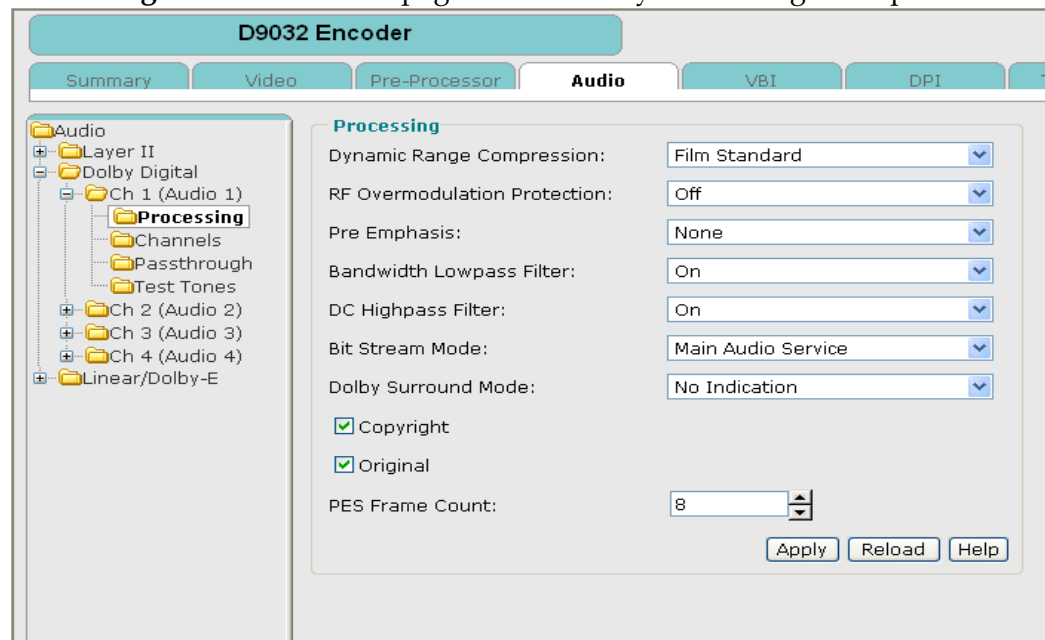 D9032 Encoder
Summary Video Pre-Processor Audio VBI DPI
Audio
Layer II
Dolby Digital
Ch 1 (Audio 1)
Processing
Channels
Passthrough
Test Tones
Ch 2 (Audio 2)
Ch 3 (Audio 3)
Ch 4 (Audio 4)
Linear/Dolby-E
Processing
Dynamic Range Compression: Film Standard
RF Overmodulation Protection: Off
Pre Emphasis: None
Bandwidth Lowpass Filter: On
DC Highpass Filter: On
Bit Stream Mode: Main Audio Service
Dolby Surround Mode: No Indication
Copyright
Original
PES Frame Count: 8
Apply Reload Help